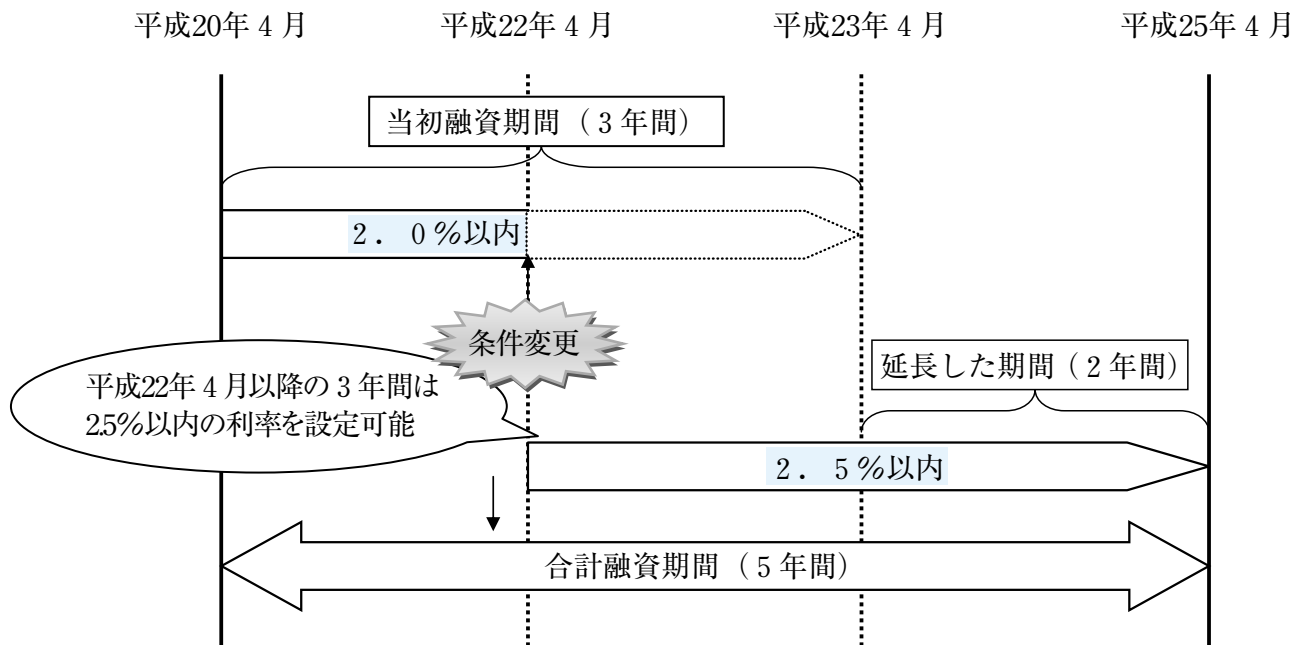 平成20年4月 平成22年4月 平成23年4月 平成25年4月
当初融資期間（3年間）
2．0％以内
条件変更
平成22年4月以降の3年間は
2.5％以内の利率を設定可能
延長した期間（2年間）
2．5％以内
合計融資期間（5年間）